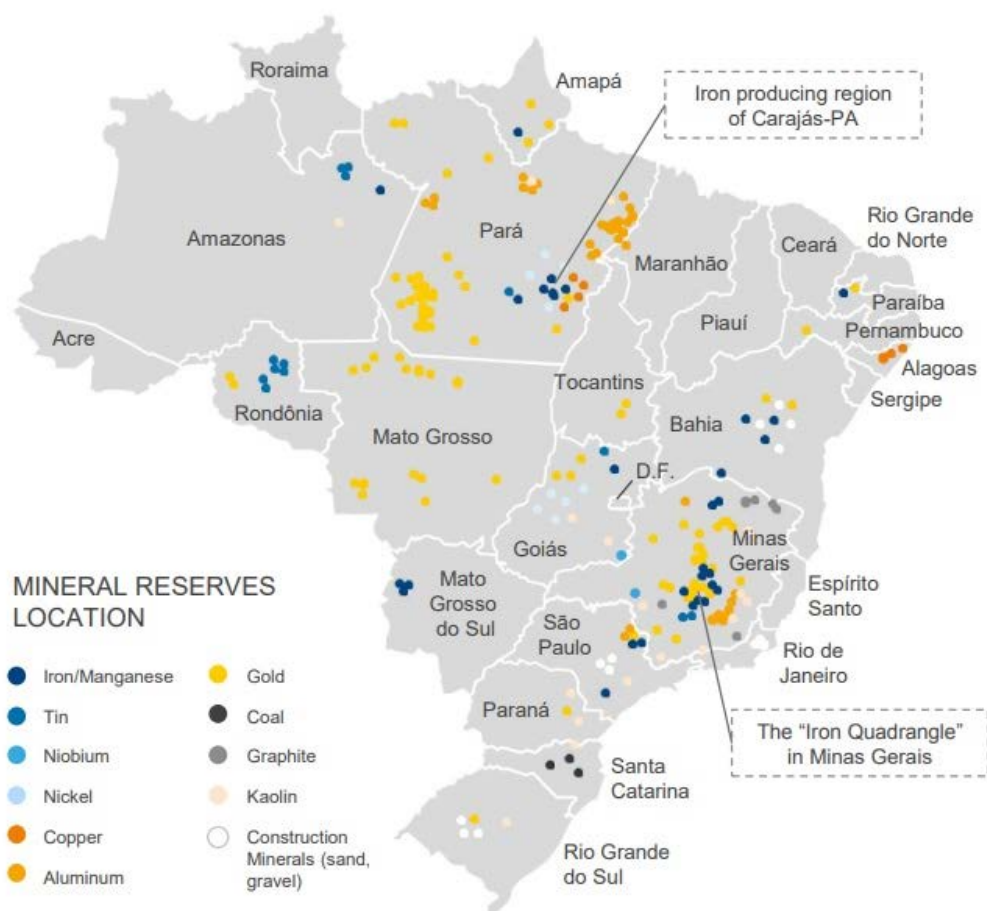 Roraima
Amapá
Iron producing region
of Carajás-PA
Amazonas
Pará
Maranhão
Ceará
Rio Grande
do Norte
Paraíba
Piauí
Pernambuco
Acre
Alagoas
Tocantins
Sergipe
Rondônia
Bahia
Mato Grosso
D.F.
Goiás
Minas
Gerais
MINERAL RESERVES
LOCATION
Mato
Grosso
do Sul
Espírito
Santo
São
Paulo
Rio de
Janeiro
Iron/Manganese
Gold
Tin
Coal
Paraná
The “Iron Quadrangle”
in Minas Gerais
Niobium
Graphite
Santa
Catarina
Nickel
Kaolin
Copper
Construction
Minerals (sand,
gravel)
Aluminum
Rio Grande
do Sul